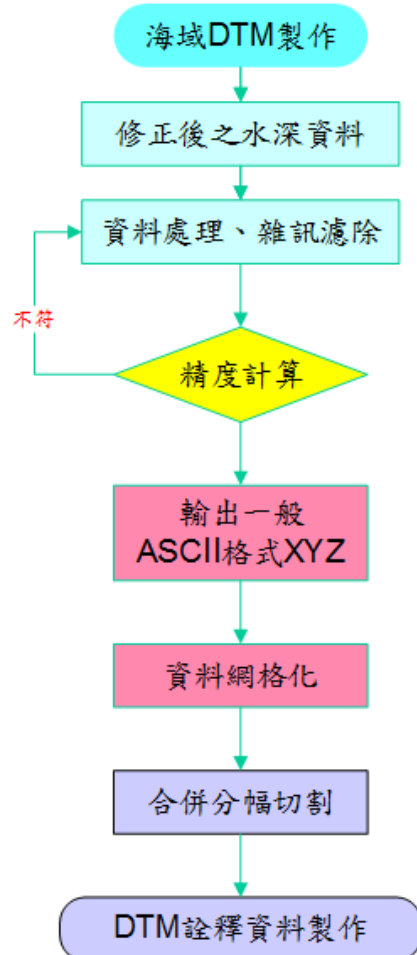 海域DTM製作
修正後之水深資料
資料處理、雜訊濾除
不符
精度計算
輸出一般
ASCII格式XYZ
資料網格化
合併分幅切割
DTM詮釋資料製作